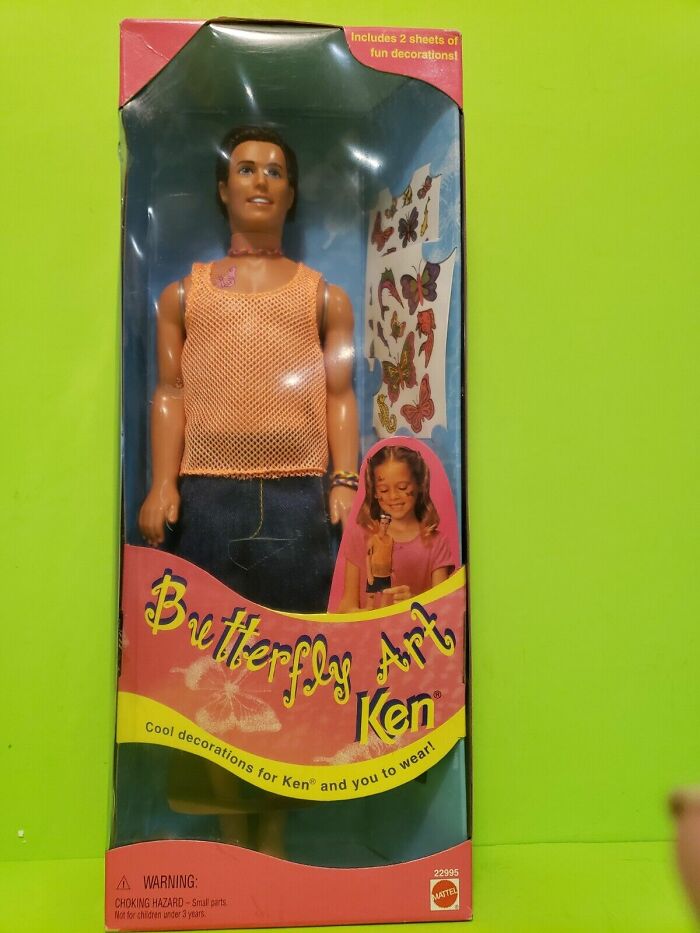 Includes 2 sheets of
fun decorations!
Butterfly Art
Ken®
Cool decorations for Ken® and you to wear!
22995
⚠ WARNING:
MATTEL
CHOKING HAZARD – Small parts.
Not for children under 3 years.